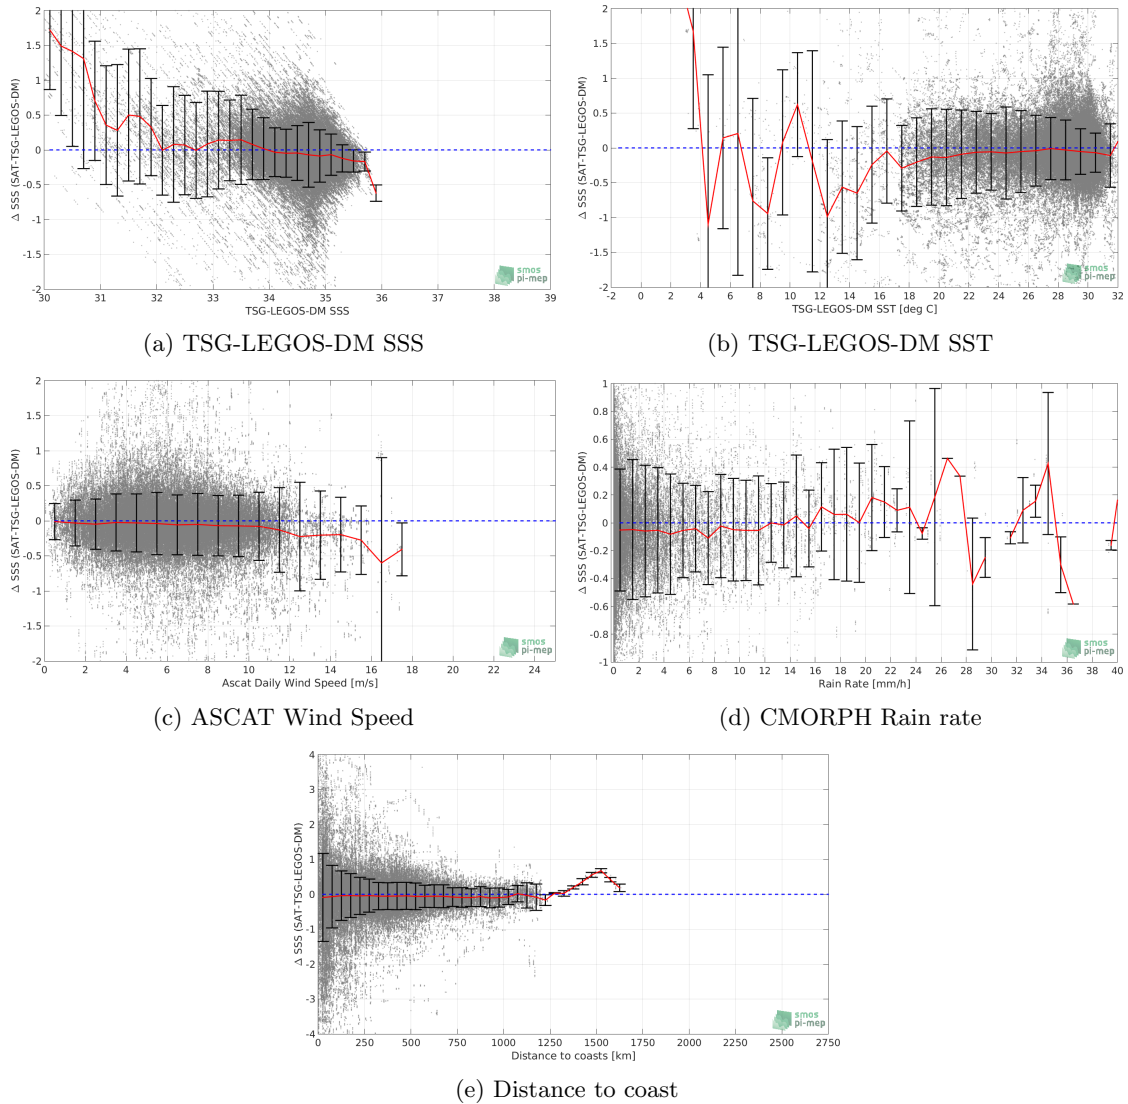 2
1.5
1
0.5
0
-0.5
-1
-1.5
-2
Δ SSS (SAT-TSG-LEGOS-DM)
30 31 32 33 34 35 36 37 38 39
TSG-LEGOS-DM SSS
smos
pi-mep
(a) TSG-LEGOS-DM SSS
2
1.5
1
0.5
0
-0.5
-1
-1.5
-2
Δ SSS (SAT-TSG-LEGOS-DM)
-2 0 2 4 6 8 10 12 14 16 18 20 22 24 26 28 30 32
TSG-LEGOS-DM SST [deg C]
smos
pi-mep
(b) TSG-LEGOS-DM SST
2
1.5
1
0.5
0
-0.5
-1
-1.5
-2
Δ SSS (SAT-TSG-LEGOS-DM)
0 2 4 6 8 10 12 14 16 18 20 22 24
Ascat Daily Wind Speed [m/s]
smos
pi-mep
(c) ASCAT Wind Speed
1
0.8
0.6
0.4
0.2
0
-0.2
-0.4
-0.6
-0.8
-1
Δ SSS (SAT-TSG-LEGOS-DM)
0 2 4 6 8 10 12 14 16 18 20 22 24 26 28 30 32 34 36 38 40
Rain Rate [mm/h]
smos
pi-mep
(d) CMORPH Rain rate
4
3
2
1
0
-1
-2
-3
-4
Δ SSS (SAT-TSG-LEGOS-DM)
0 250 500 750 1000 1250 1500 1750 2000 2250 2500 2750
Distance to coasts [km]
smos
pi-mep
(e) Distance to coast